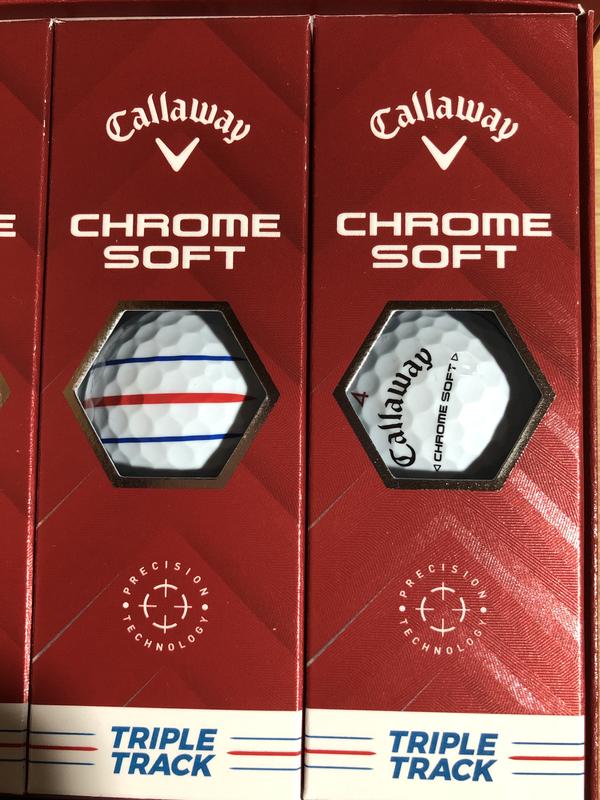 Callaway
CHROME
SOFT
PRECISION
TECHNOLOGY
TRIPLE
TRACK
Callaway
CHROME
SOFT
4
Callaway
CHROME SOFT
PRECISION
TECHNOLOGY
TRIPLE
TRACK
E